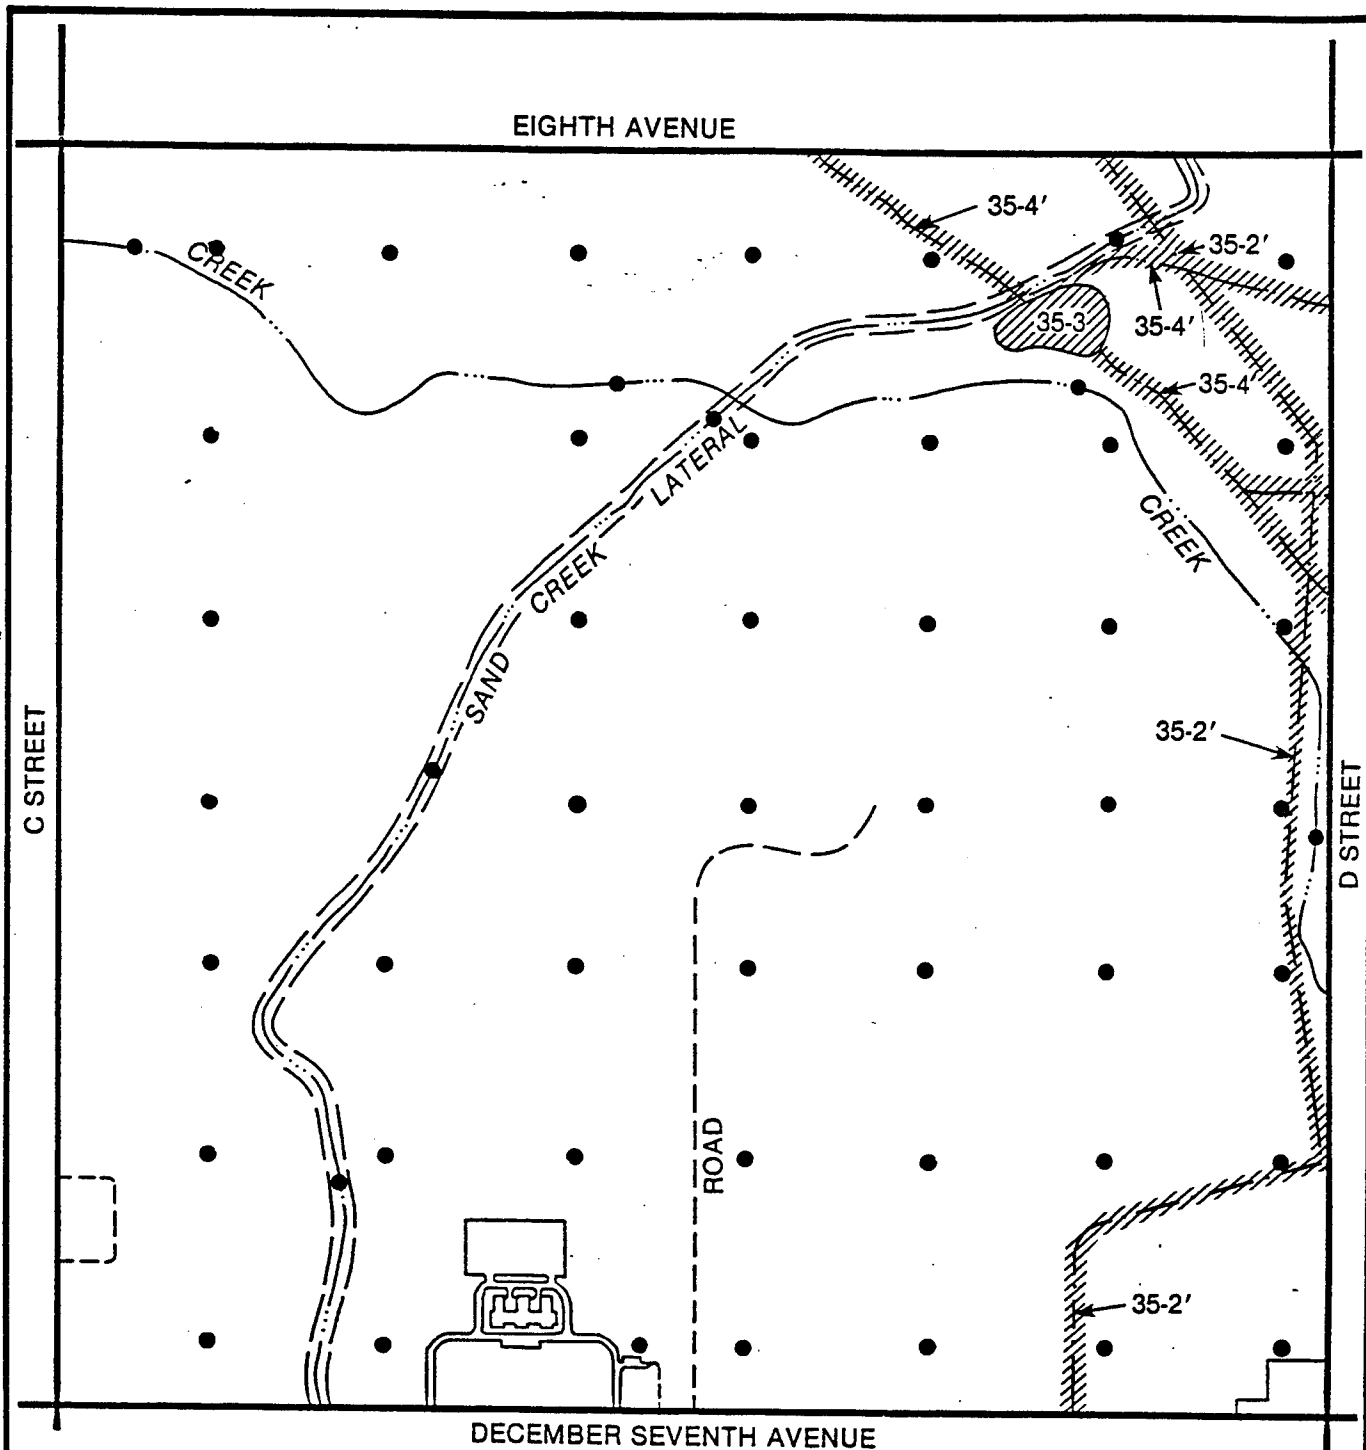 EIGHTH AVENUE
35-4'
35-2'
CREEK
35-3
35-4'
35-4'
LATERAL
CREEK
CREEK
SAND
C STREET
35-2'
D STREET
ROAD
35-2'
DECEMBER SEVENTH AVENUE